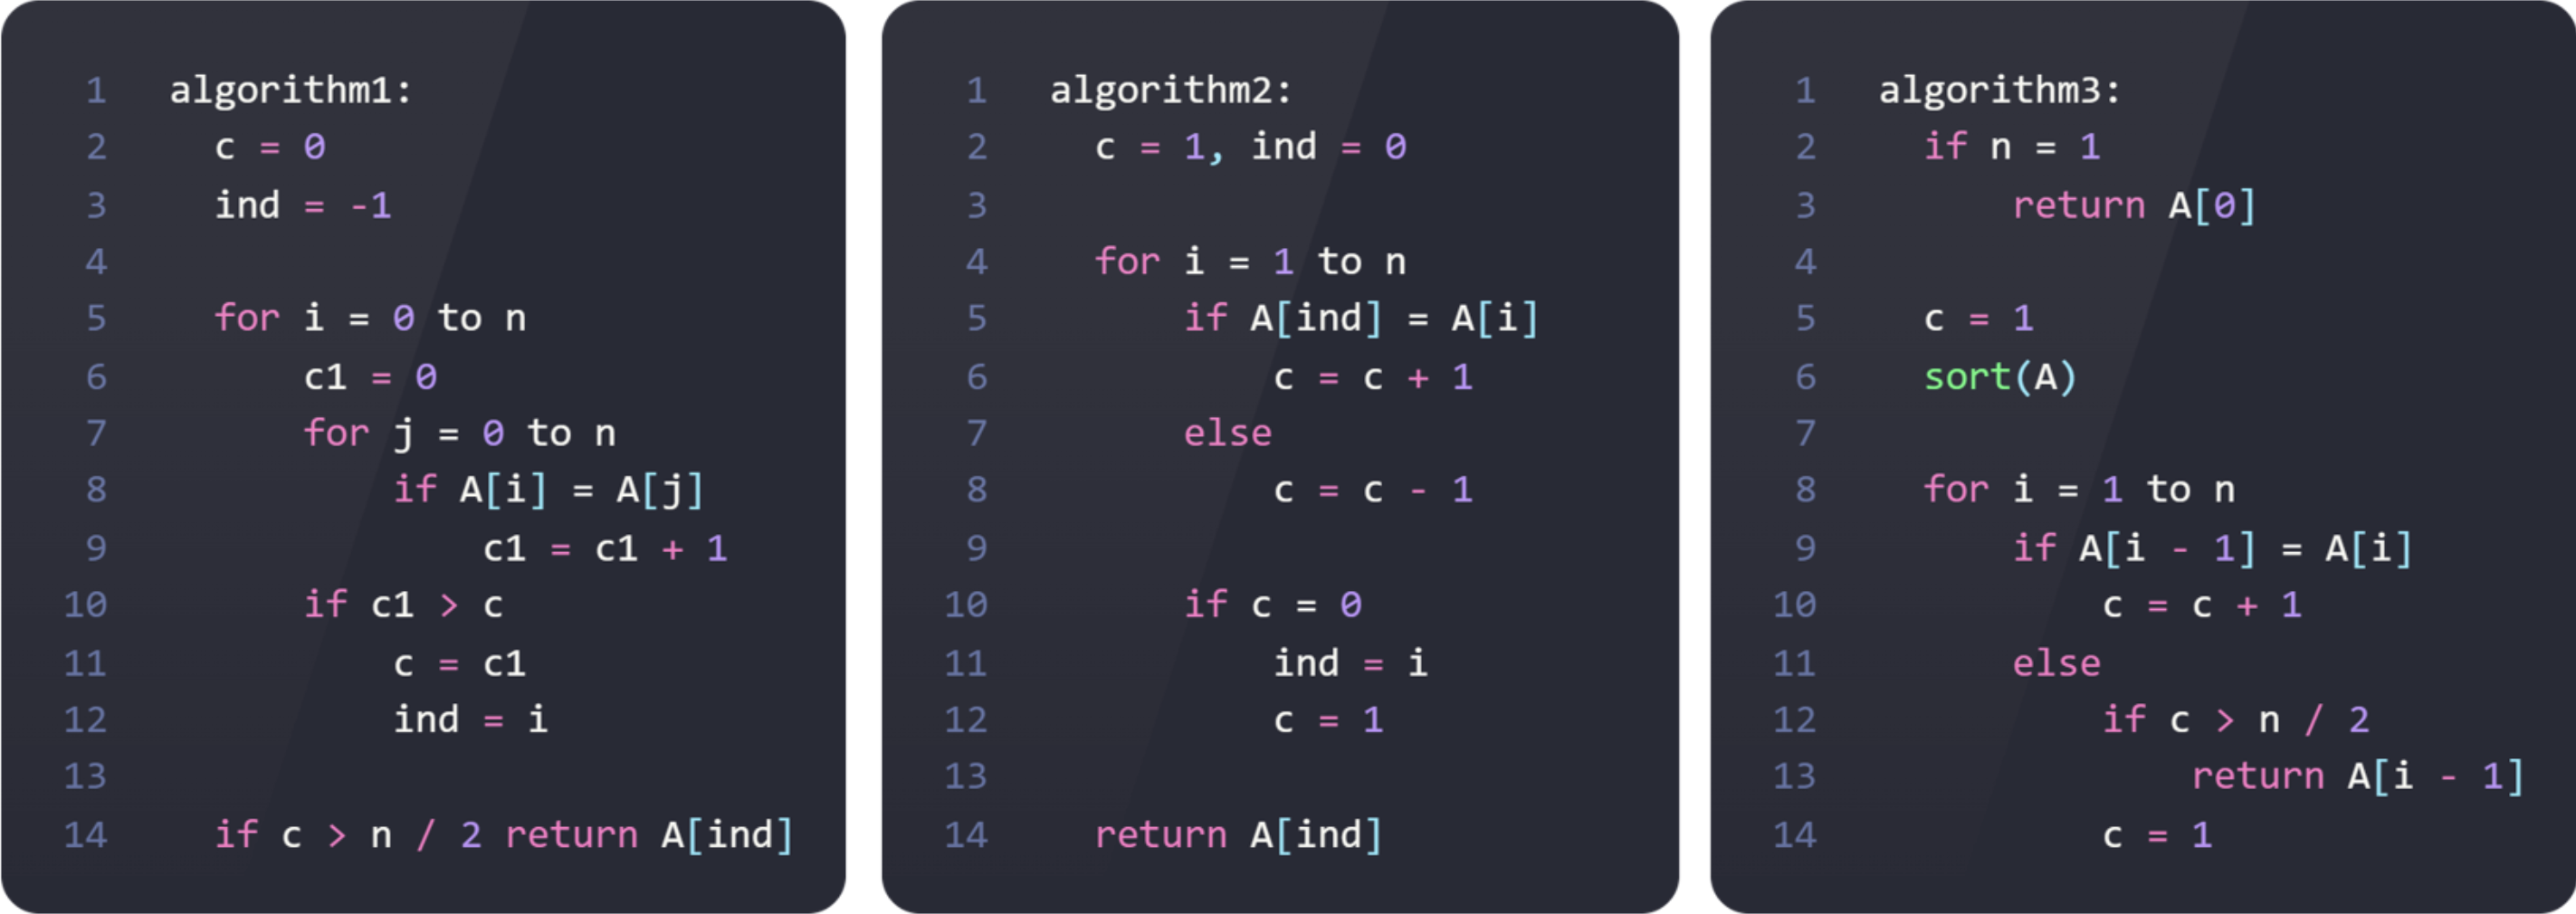 1 algorithm1:
2 c = 0
3 ind = -1
4
5 for i = 0 to n
6 c1 = 0
7 for j = 0 to n
8 if A[i] = A[j]
9 c1 = c1 + 1
10 if c1 > c
11 c = c1
12 ind = i
13
14 if c > n / 2 return A[ind]
1 algorithm2:
2 c = 1, ind = 0
3
4 for i = 1 to n
5 if A[ind] = A[i]
6 c = c + 1
7 else
8 c = c - 1
9
10 if c = 0
11 ind = i
12 c = 1
13
14 return A[ind]
1 algorithm3:
2 if n = 1
3 return A[0]
4
5 c = 1
6 sort(A)
7
8 for i = 1 to n
9 if A[i - 1] = A[i]
10 c = c + 1
11 else
12 if c > n / 2
13 return A[i - 1]
14 c = 1